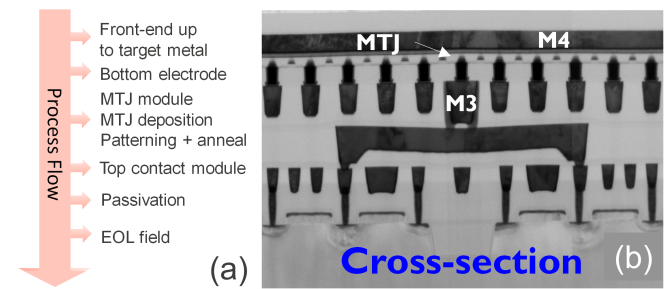 Process Flow
Front-end up
to target metal
Bottom electrode
MTJ module
MTJ deposition
Patterning + anneal
Top contact module
Passivation
EOL field
(a)
MTJ
M4
M3
Cross-section
(b)